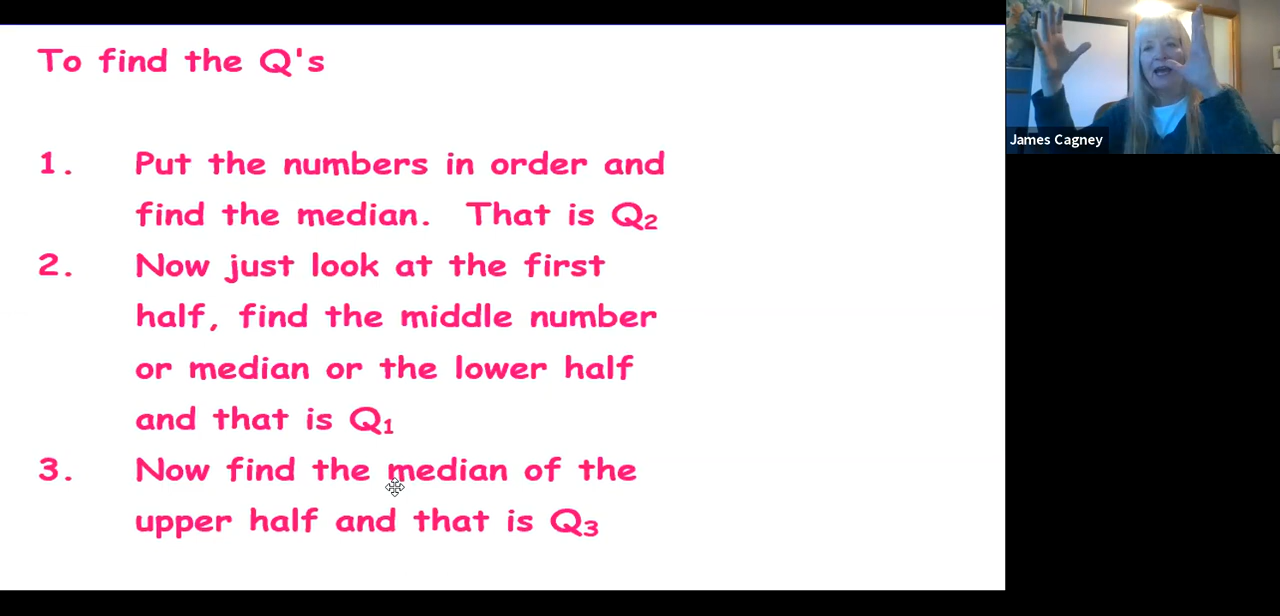 To find the Q's
1. Put the numbers in order and
find the median. That is Q₂
2. Now just look at the first
half, find the middle number
or median or the lower half
and that is Q₁
3. Now find the median of the
upper half and that is Q₃
James Cagney